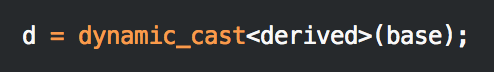 d = dynamic_cast<derived>(base);